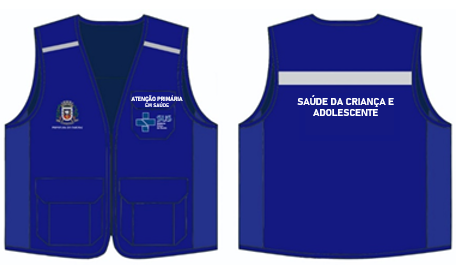 ATENÇÃO PRIMÁRIA
EM SAÚDE
SUS
SAÚDE DA CRIANÇA E
ADOLESCENTE